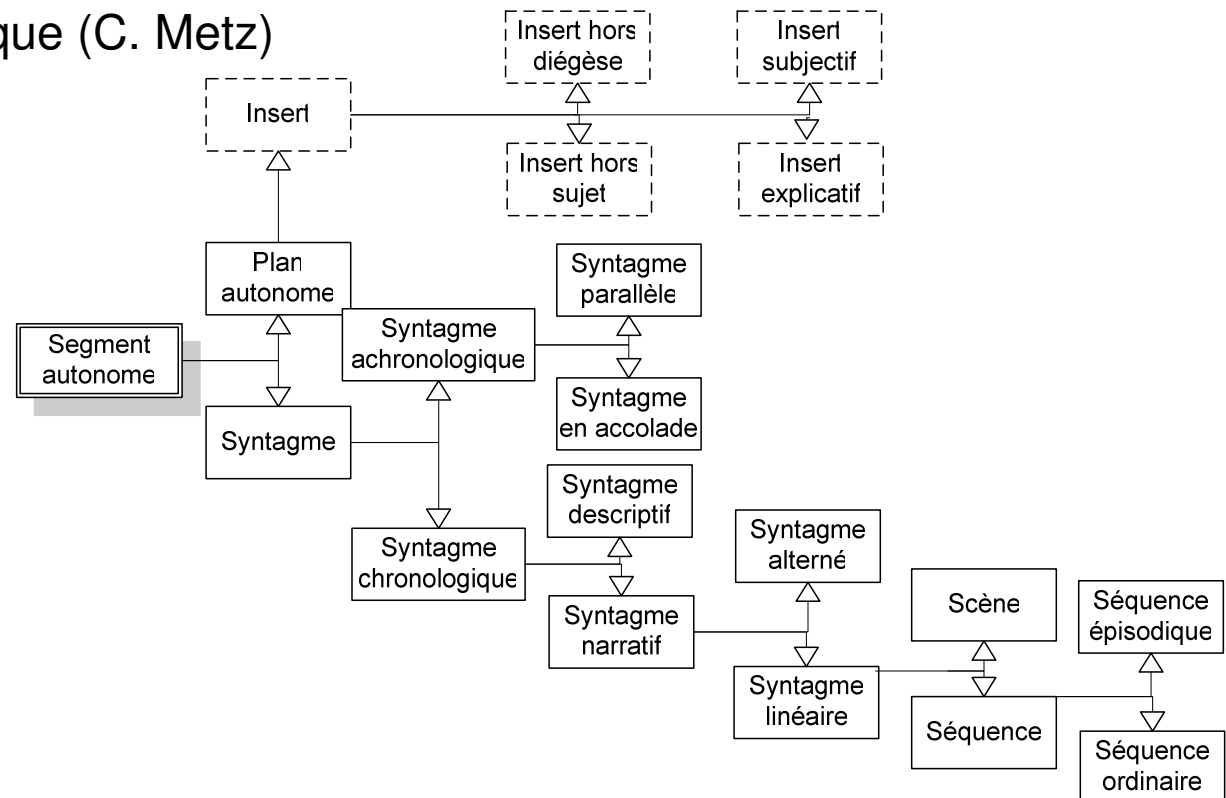 que (C. Metz)
Insert hors
diégèse
Insert
subjectif
Insert
Insert hors
sujet
Insert
explicatif
Plan
autonome
Syntagme
parallèle
Segment
autonome
Syntagme
achronologique
Syntagme
en accolade
Syntagme
Syntagme
descriptif
Syntagme
chronologique
Syntagme
alterné
Syntagme
narratif
Scène
Séquence
épisodique
Syntagme
linéaire
Séquence
Séquence
ordinaire